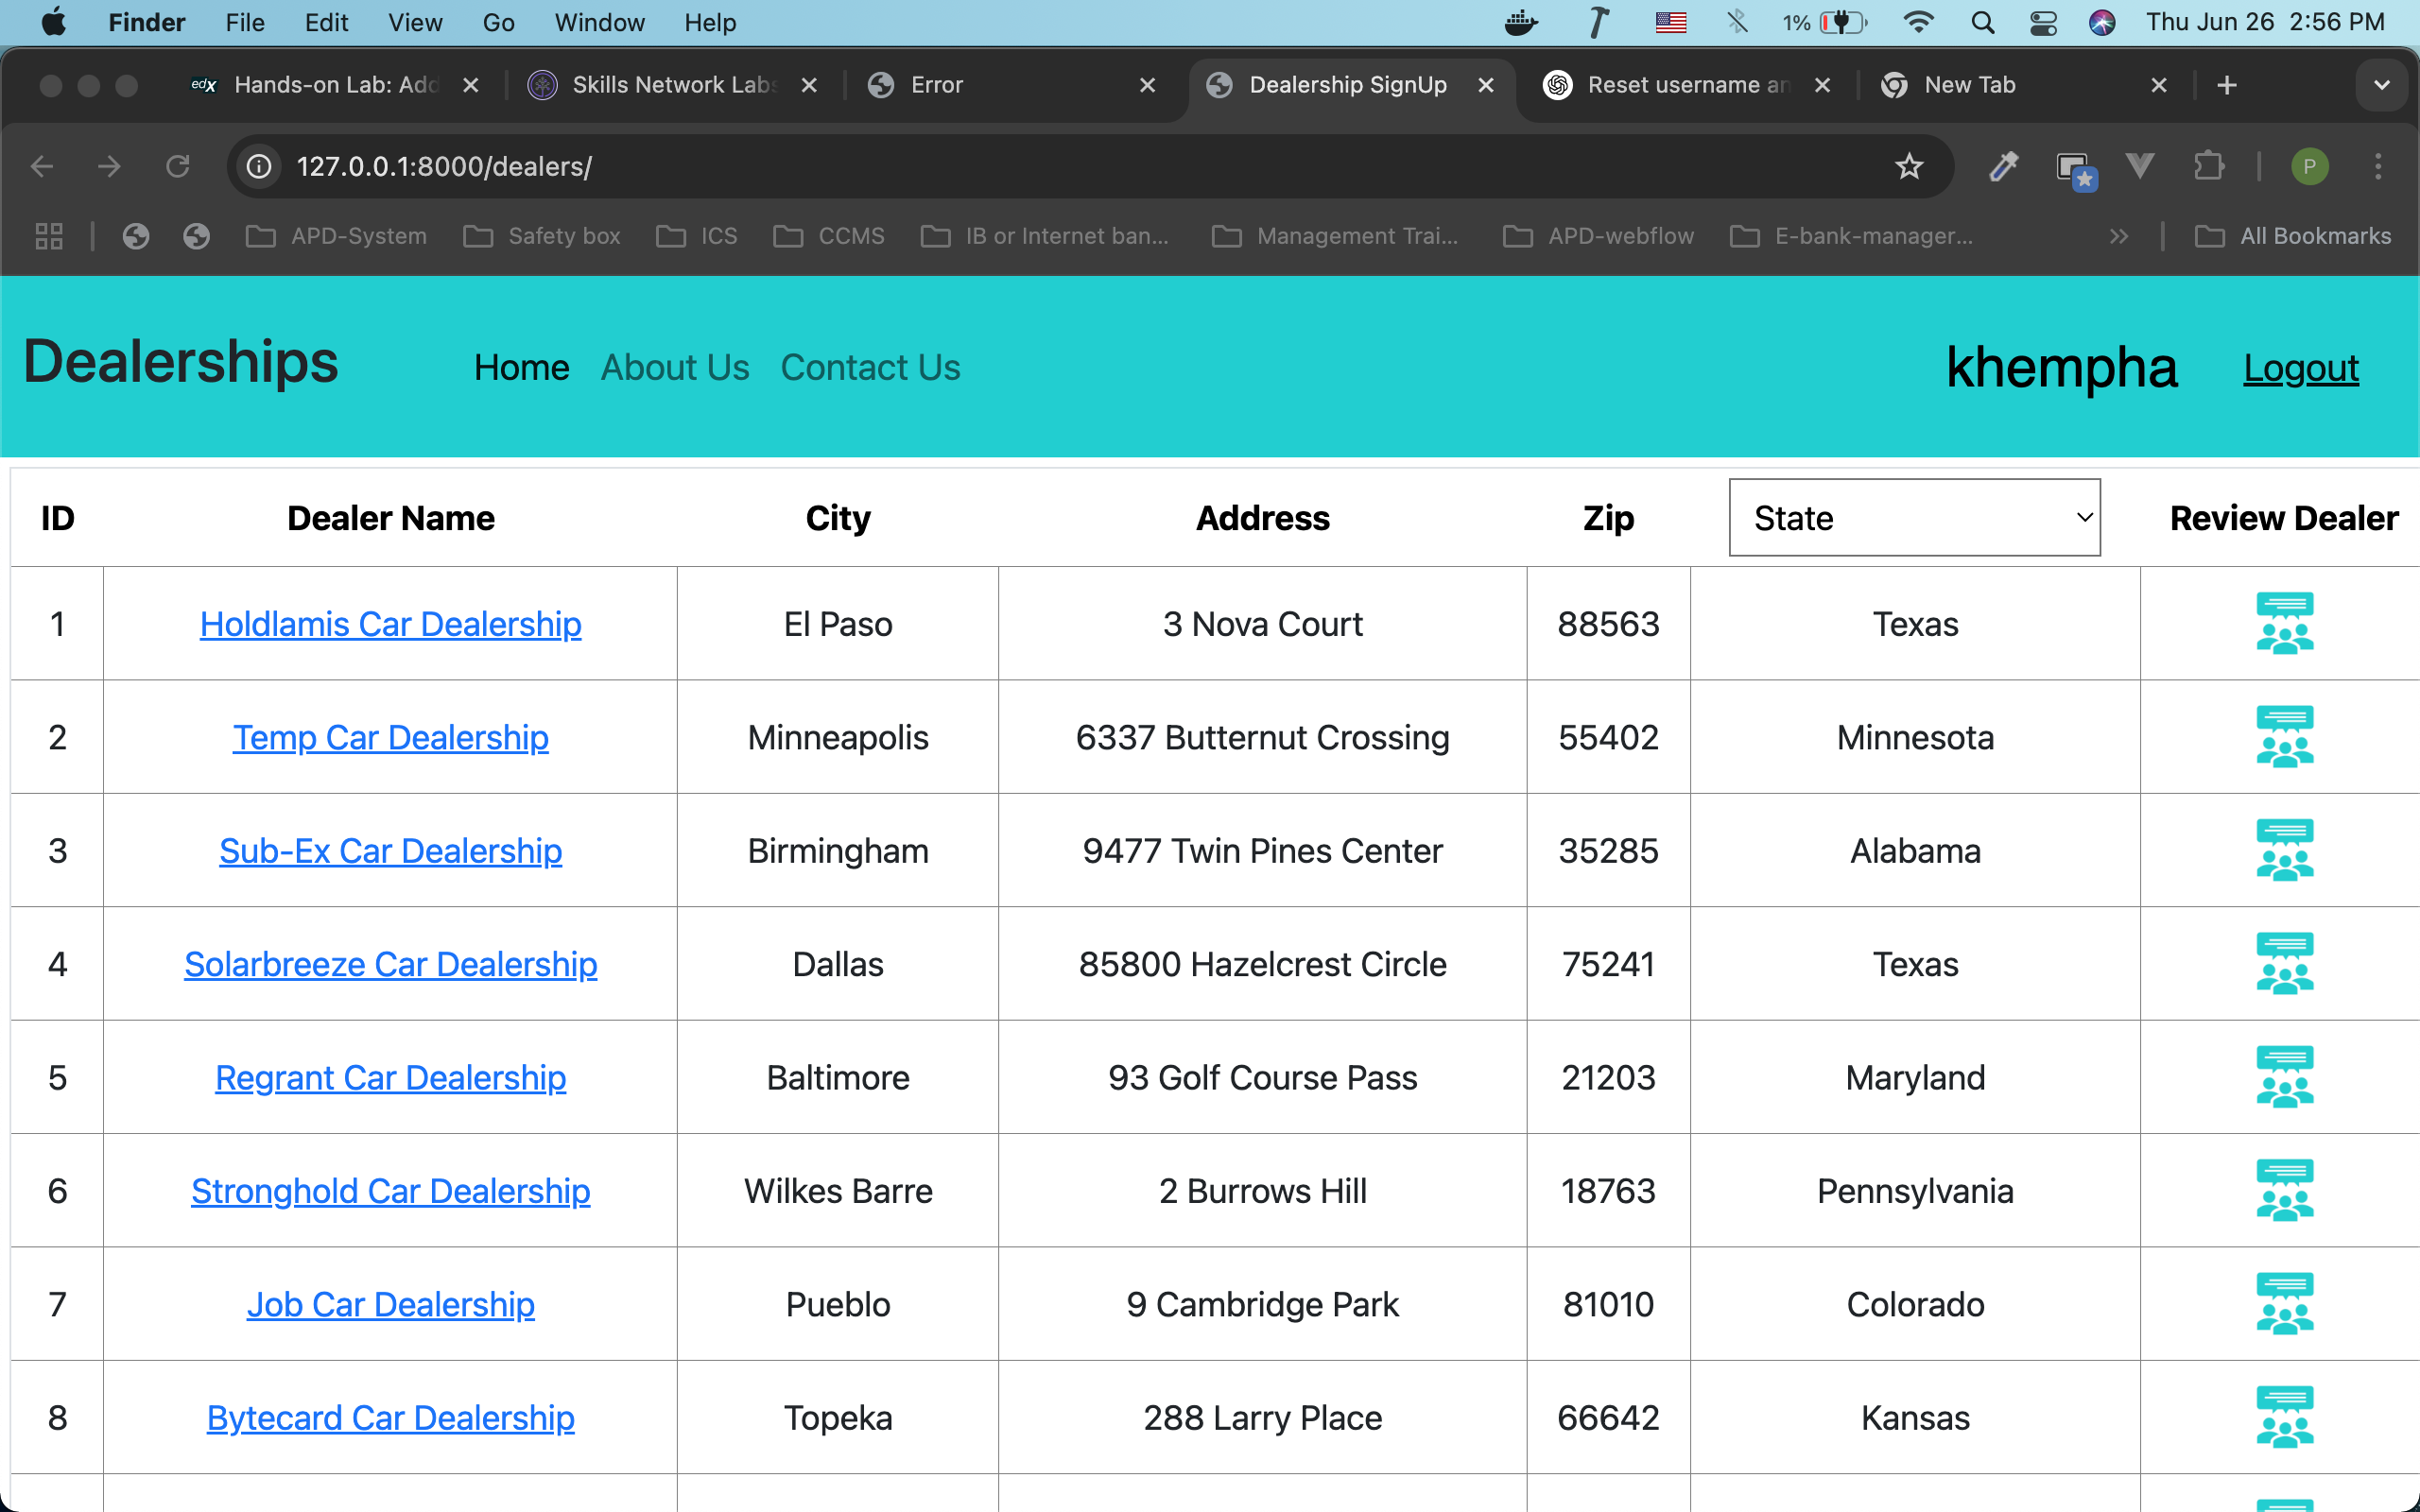 Finder File Edit View Go Window Help 1% Thu Jun 26 2:56 PM
edX Hands-on Lab: Add Skills Network Labs Error Dealership SignUp Reset username an New Tab
127.0.0.1:8000/dealers/ P
APD-System Safety box ICS CCMS IB or Internet ban... Management Trai... APD-webflow E-bank-manager... All Bookmarks
Dealerships Home About Us Contact Us khempha Logout
ID Dealer Name City Address Zip State Review Dealer
1 Holdlamis Car Dealership El Paso 3 Nova Court 88563 Texas
2 Temp Car Dealership Minneapolis 6337 Butternut Crossing 55402 Minnesota
3 Sub-Ex Car Dealership Birmingham 9477 Twin Pines Center 35285 Alabama
4 Solarbreeze Car Dealership Dallas 85800 Hazelcrest Circle 75241 Texas
5 Regrant Car Dealership Baltimore 93 Golf Course Pass 21203 Maryland
6 Stronghold Car Dealership Wilkes Barre 2 Burrows Hill 18763 Pennsylvania
7 Job Car Dealership Pueblo 9 Cambridge Park 81010 Colorado
8 Bytecard Car Dealership Topeka 288 Larry Place 66642 Kansas